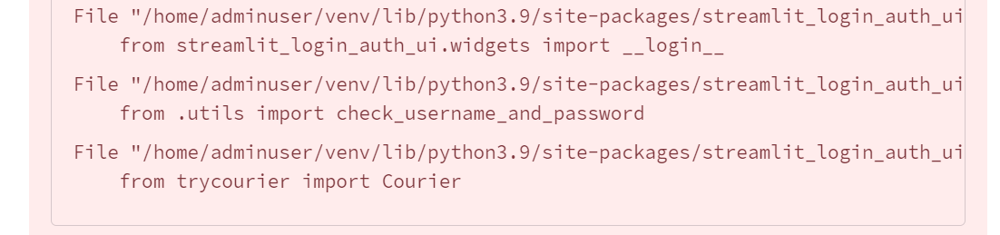 File "/home/adminuser/venv/lib/python3.9/site-packages/streamlit_login_auth_ui
from streamlit_login_auth_ui.widgets import __login__
File "/home/adminuser/venv/lib/python3.9/site-packages/streamlit_login_auth_ui
from .utils import check_username_and_password
File "/home/adminuser/venv/lib/python3.9/site-packages/streamlit_login_auth_ui
from trycourier import Courier